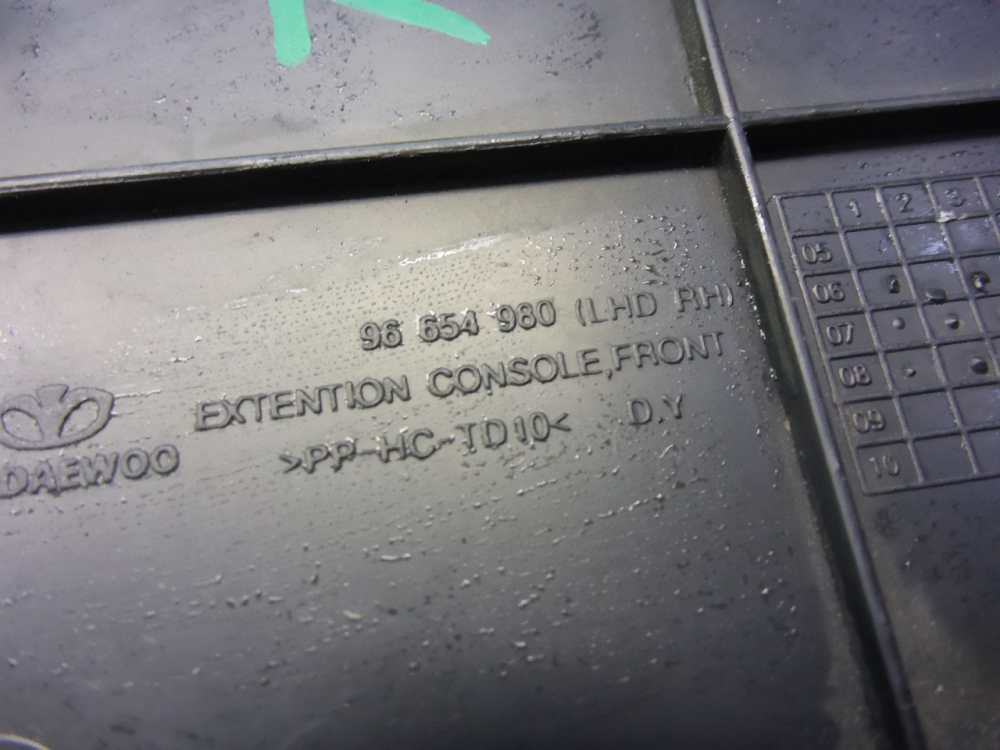 96 654 980 (LHD RH)
EXTENTION CONSOLE,FRONT
>PP-HC-TD10< D.Y
DAEWOO
1 2 3
05
06
07
08
09
10